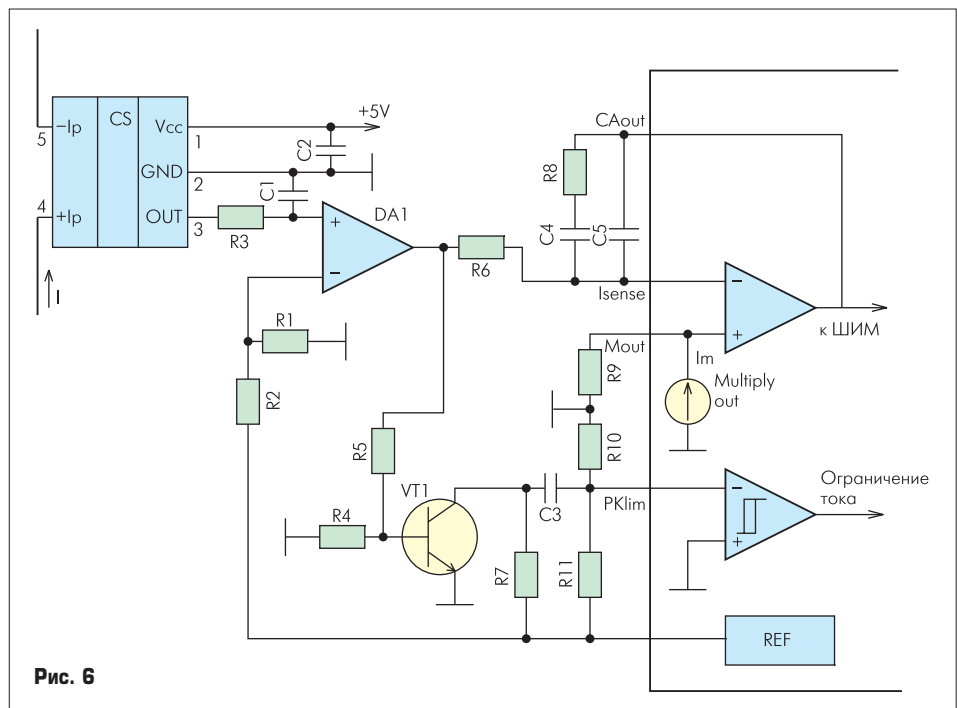 CS
5
–Ip
Vcc
1
+5V
GND
2
C2
C1
4
+Ip
OUT
3
R3
I
+
–
DA1
R1
R2
R5
R4
VT1
R6
R8
C4
C5
CAout
Isense
–
+
к ШИМ
Mout
Im
R9
Multiply
out
R10
C3
PKlim
–
+
Ограничение
тока
R7
R11
REF
Рис. 6